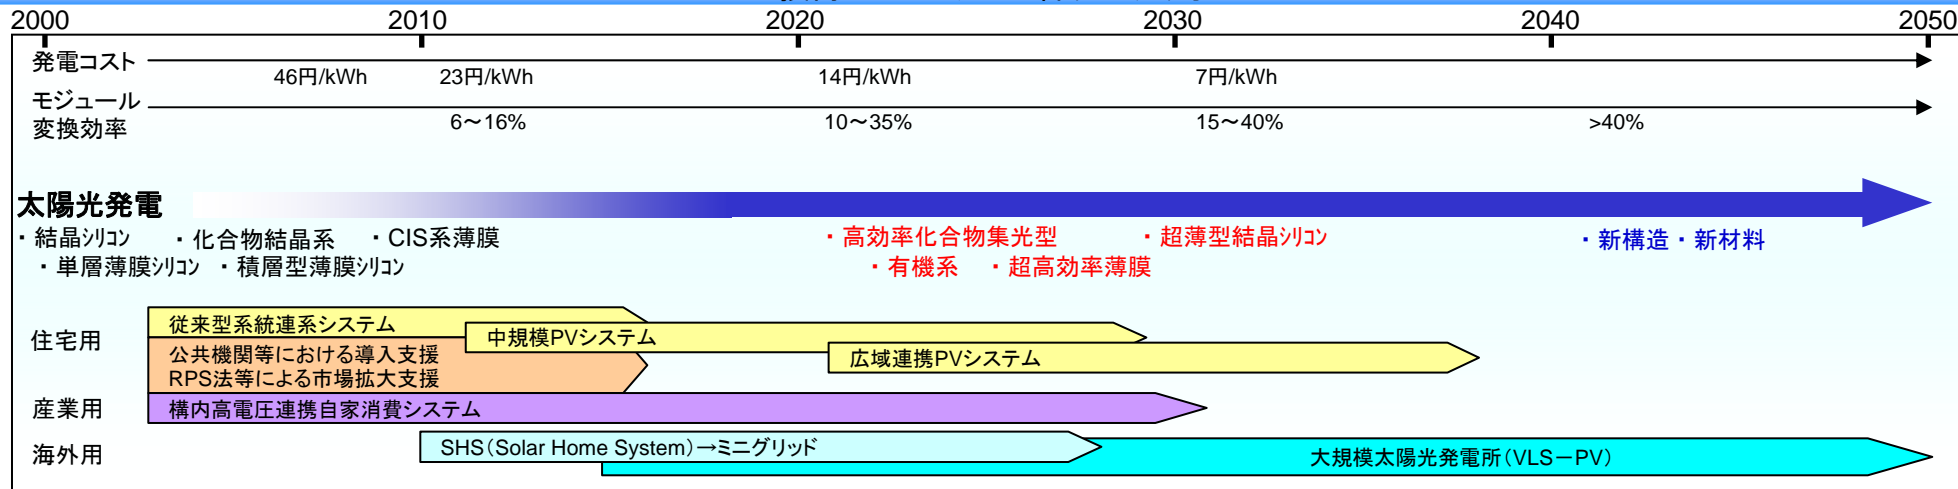 2000 2010 2020 2030 2040 2050
発電コスト
46円/kWh 23円/kWh 14円/kWh 7円/kWh
モジュール
変換効率
6～16% 10～35% 15～40% >40%
太陽光発電
・結晶シリコン ・化合物結晶系 ・CIS系薄膜 ・高効率化合物集光型 ・超薄型結晶シリコン ・新構造・新材料
・単層薄膜シリコン ・積層型薄膜シリコン ・有機系 ・超高効率薄膜
住宅用
従来型系統連系システム
中規模PVシステム
公共機関等における導入支援
RPS法等による市場拡大支援
広域連携PVシステム
産業用
構内高電圧連携自家消費システム
海外用
SHS(Solar Home System)→ミニグリッド
大規模太陽光発電所(VLS－PV)